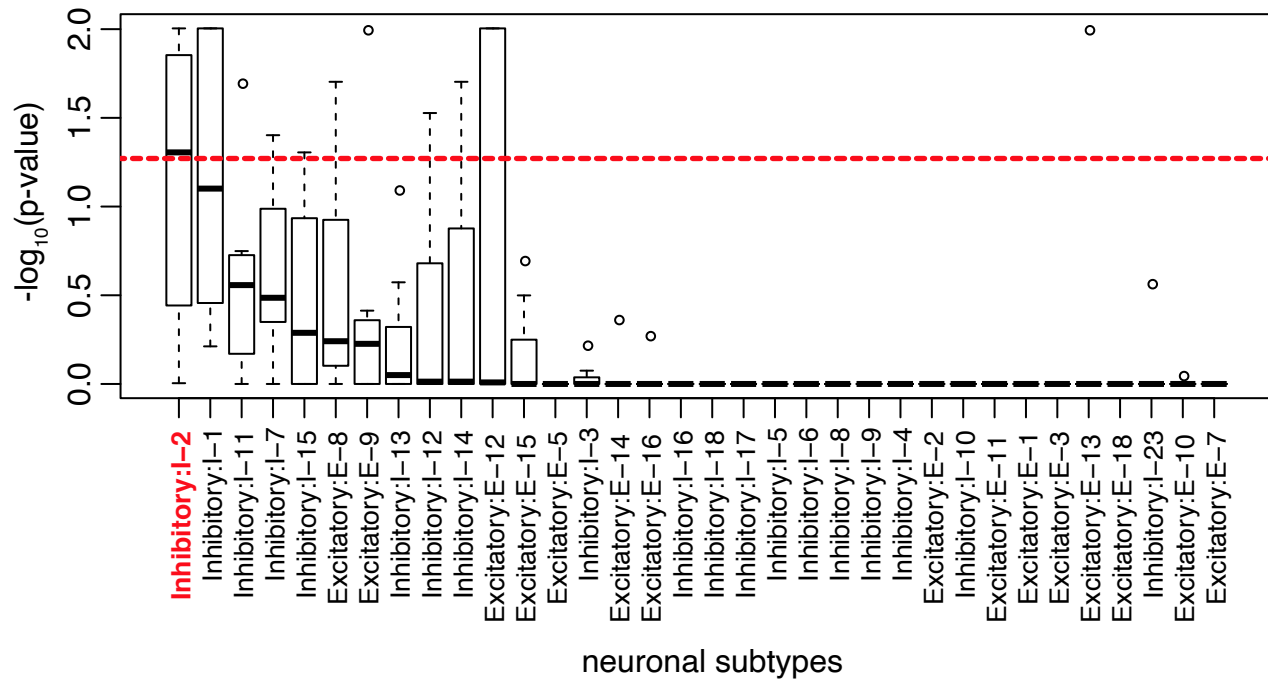 -log10(p-value)
2.0
1.5
1.0
0.5
0.0
Inhibitory:I−2
Inhibitory:I−1
Inhibitory:I−11
Inhibitory:I−7
Inhibitory:I−15
Excitatory:E−8
Excitatory:E−9
Inhibitory:I−13
Inhibitory:I−12
Inhibitory:I−14
Excitatory:E−12
Excitatory:E−15
Excitatory:E−5
Inhibitory:I−3
Excitatory:E−14
Excitatory:E−16
Inhibitory:I−16
Inhibitory:I−18
Inhibitory:I−17
Inhibitory:I−5
Inhibitory:I−6
Inhibitory:I−8
Inhibitory:I−9
Inhibitory:I−4
Excitatory:E−2
Inhibitory:I−10
Excitatory:E−11
Excitatory:E−1
Excitatory:E−3
Excitatory:E−13
Excitatory:E−18
Inhibitory:I−23
Excitatory:E−10
Excitatory:E−7
neuronal subtypes